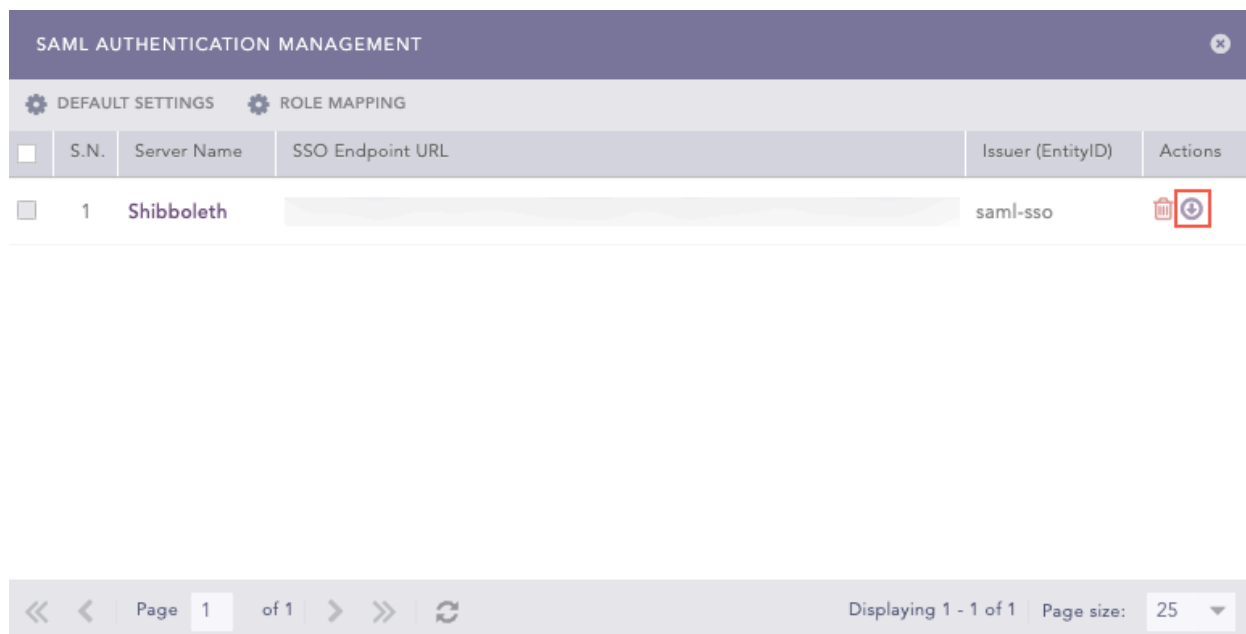 SAML AUTHENTICATION MANAGEMENT
DEFAULT SETTINGS ROLE MAPPING
S.N. Server Name SSO Endpoint URL Issuer (EntityID) Actions
1 Shibboleth saml-sso
Page 1 of 1 Displaying 1 - 1 of 1 Page size: 25